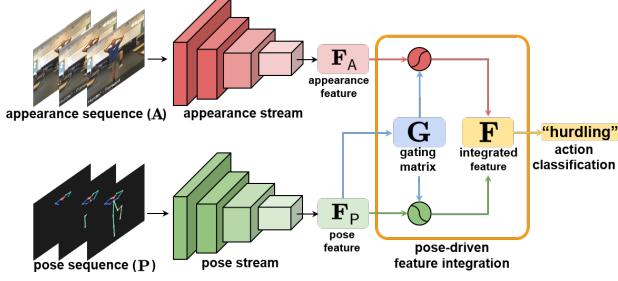 appearance sequence (A)
appearance stream
F_A
appearance
feature
G
gating
matrix
F
integrated
feature
"hurdling"
action
classification
pose sequence (P)
pose stream
F_P
pose
feature
pose-driven
feature integration